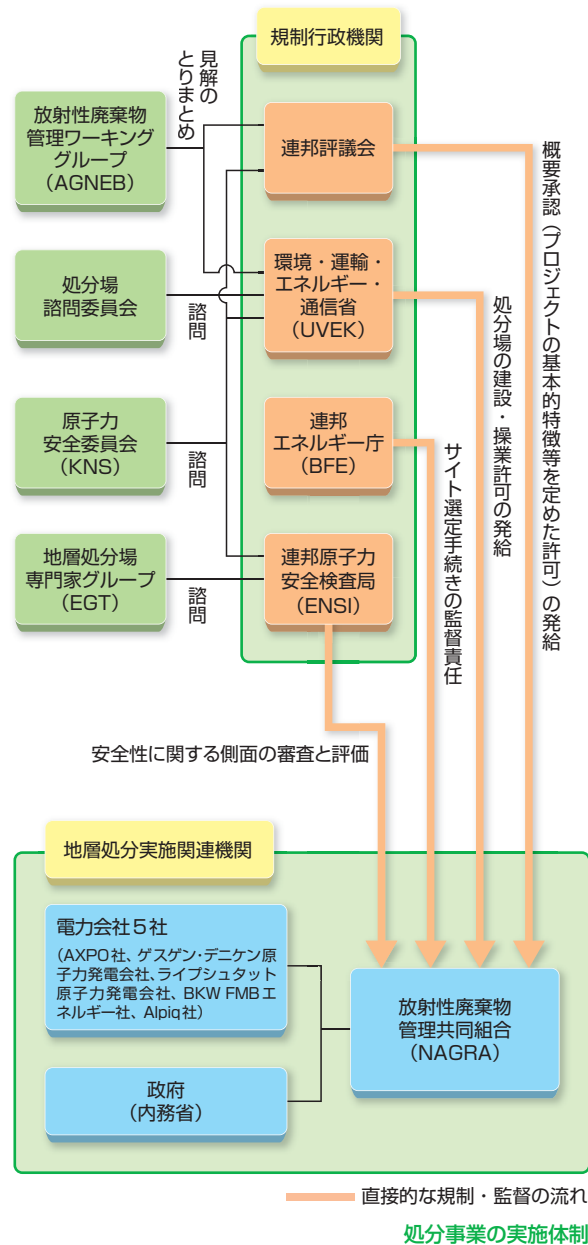 規制行政機関
見解の
とりまとめ
放射性廃棄物
管理ワーキング
グループ
(AGNEB)
連邦評議会
処分場
諮問委員会
諮問
環境・運輸・
エネルギー・
通信省
(UVEK)
原子力
安全委員会
(KNS)
諮問
連邦
エネルギー庁
(BFE)
地層処分場
専門家グループ
(EGT)
諮問
連邦原子力
安全検査局
(ENSI)
概要承認（プロジェクトの基本的特徴等を定めた許可）の発給
処分場の建設・操業許可の発給
サイト選定手続きの監督責任
安全性に関する側面の審査と評価
地層処分実施関連機関
電力会社5社
(AXPO社、ゲスゲン・デニケン原
子力発電会社、ライプシュタット
原子力発電会社、BKW FMBエ
ネルギー社、Alpiq社)
政府
(内務省)
放射性廃棄物
管理共同組合
(NAGRA)
直接的な規制・監督の流れ
処分事業の実施体制